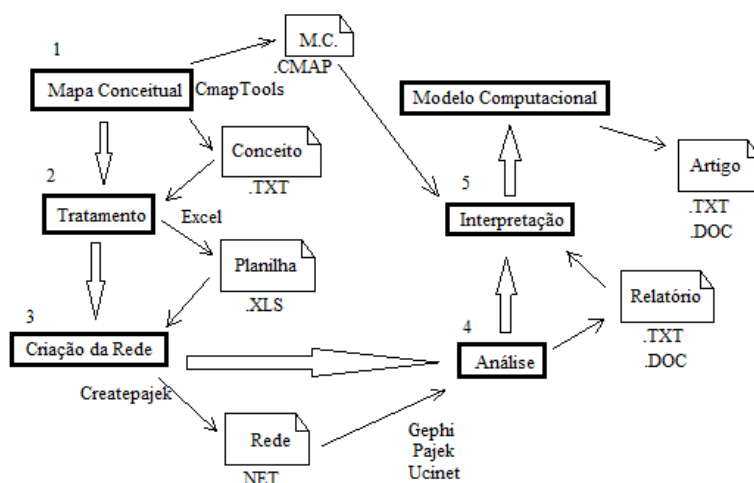 1
Mapa Conceitual
CmapTools
M.C.
.CMAP
Conceito
.TXT
2
Tratamento
Excel
Planilha
.XLS
3
Criação da Rede
Createpajek
Rede
.NET
4
Análise
Gephi
Pajek
Ucinet
Relatório
.TXT
.DOC
5
Interpretação
Modelo Computacional
Artigo
.TXT
.DOC